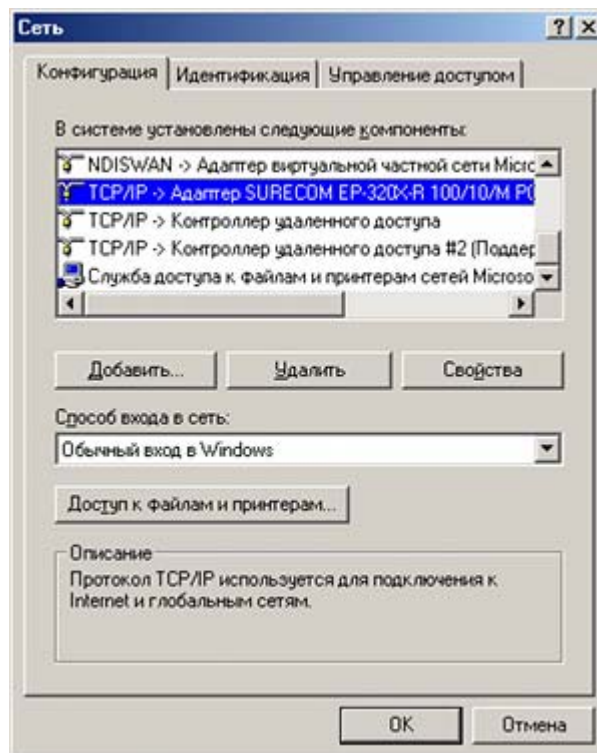 Сеть
Конфигурация Идентификация Управление доступом
В системе установлены следующие компоненты:
NDISWAN -> Адаптер виртуальной частной сети Micro
TCP/IP -> Адаптер SURECOM EP-320X-R 100/10/M PC
TCP/IP -> Контроллер удаленного доступа
TCP/IP -> Контроллер удаленного доступа #2 (Поддер
Служба доступа к файлам и принтерам сетей Microso
Добавить... Удалить Свойства
Способ входа в сеть:
Обычный вход в Windows
Доступ к файлам и принтерам...
Описание
Протокол TCP/IP используется для подключения к
Internet и глобальным сетям.
OK Отмена